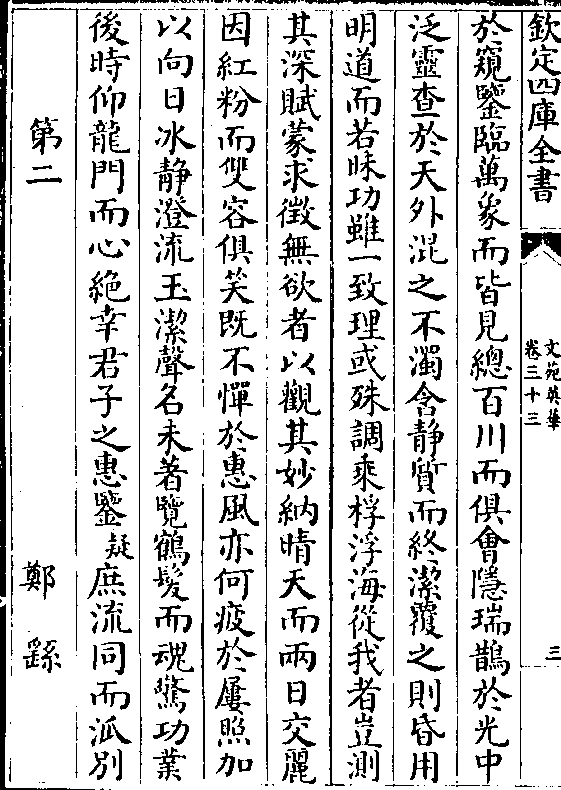 欽定四庫全書
文苑英華
卷三十三
三
於窺鑒臨萬象而皆見總百川而俱會隱瑞鵲於光中
泛靈查於天外混之不濁含静質而終潔覆之則昏用
明道而若昧功雖一致理或殊調乘桴浮海從我者豈測
其深賦蒙求徵無欲者以觀其妙納晴天而兩日交麗
因紅粉而雙容俱笑既不憚於惠風亦何疲於屢照加
以向日冰静澄流玉潔聲名未著覽鶴髪而魂驚功業
後時仰龍門而心絶幸君子之惠鑒疑庶流同而泒别
第二
鄭繇